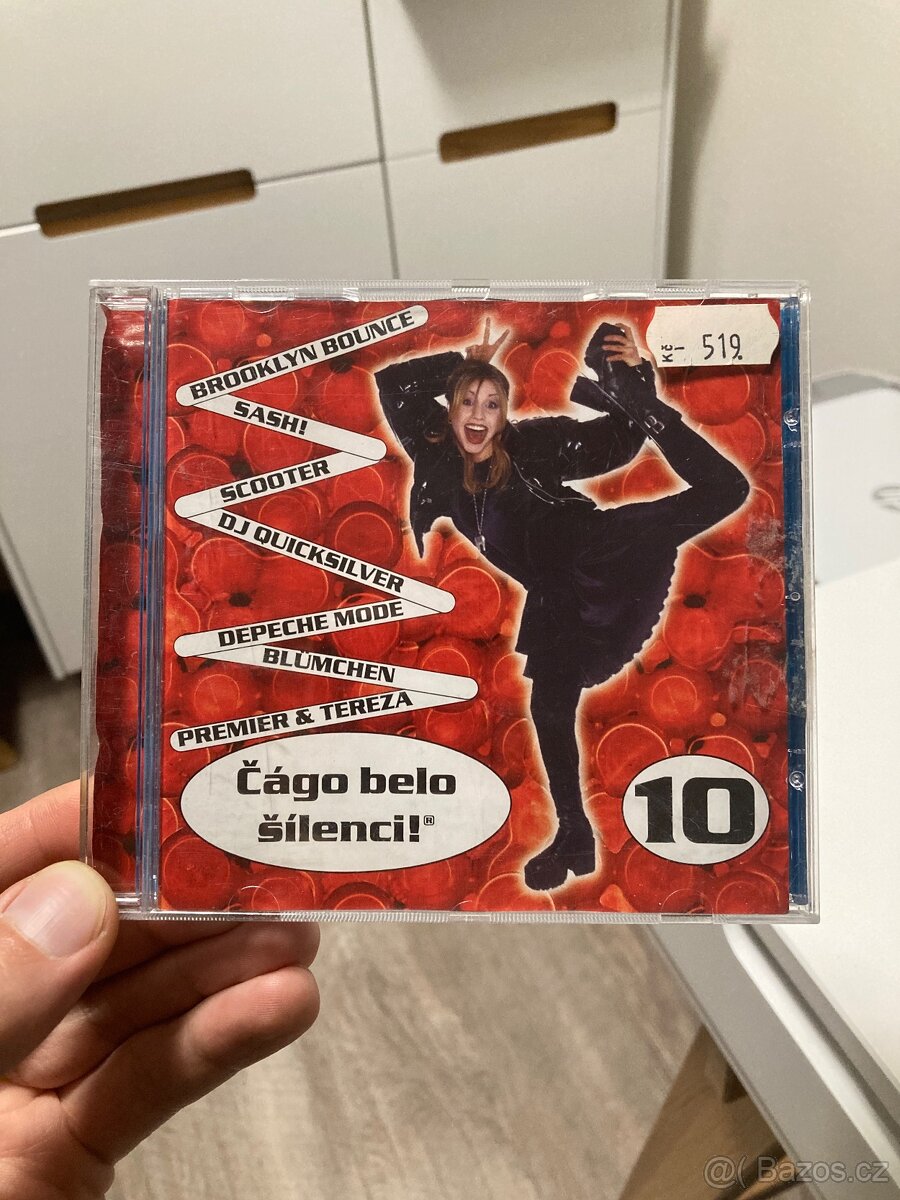 Kč 519.
BROOKLYN BOUNCE
SASH!
SCOOTER
DJ QUICKSILVER
DEPECHE MODE
BLÜMCHEN
PREMIER & TEREZA
Čágo belo
šílenci!®
10
@( Bazos.cz